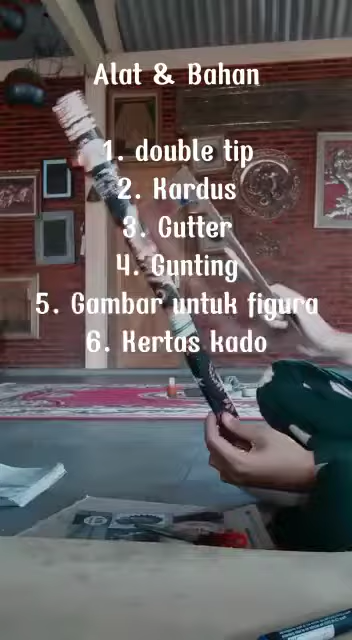 Alat & Bahan
1. double tip
2. Kardus
3. Cutter
4. Gunting
5. Gambar untuk figura
6. Kertas kado